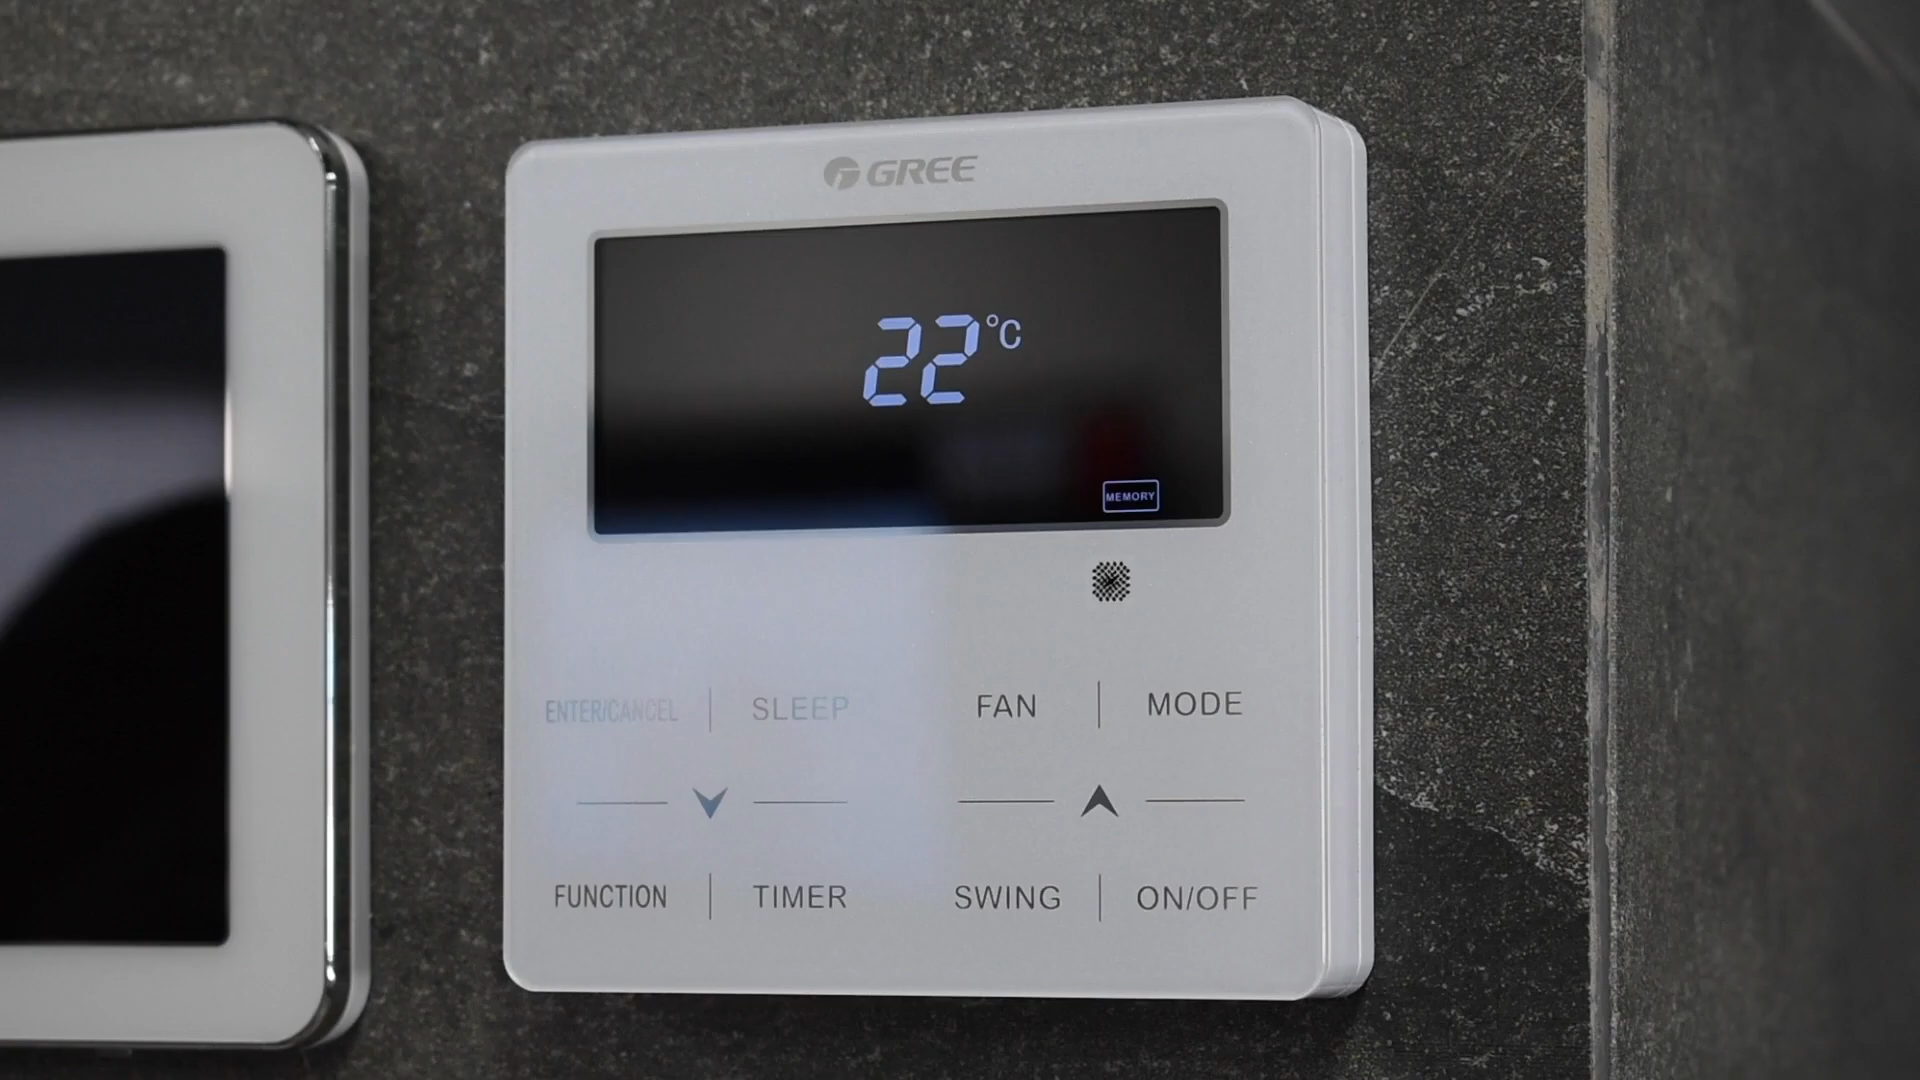 GREE
22°C
MEMORY
ENTER/CANCEL SLEEP FAN MODE
FUNCTION TIMER SWING ON/OFF